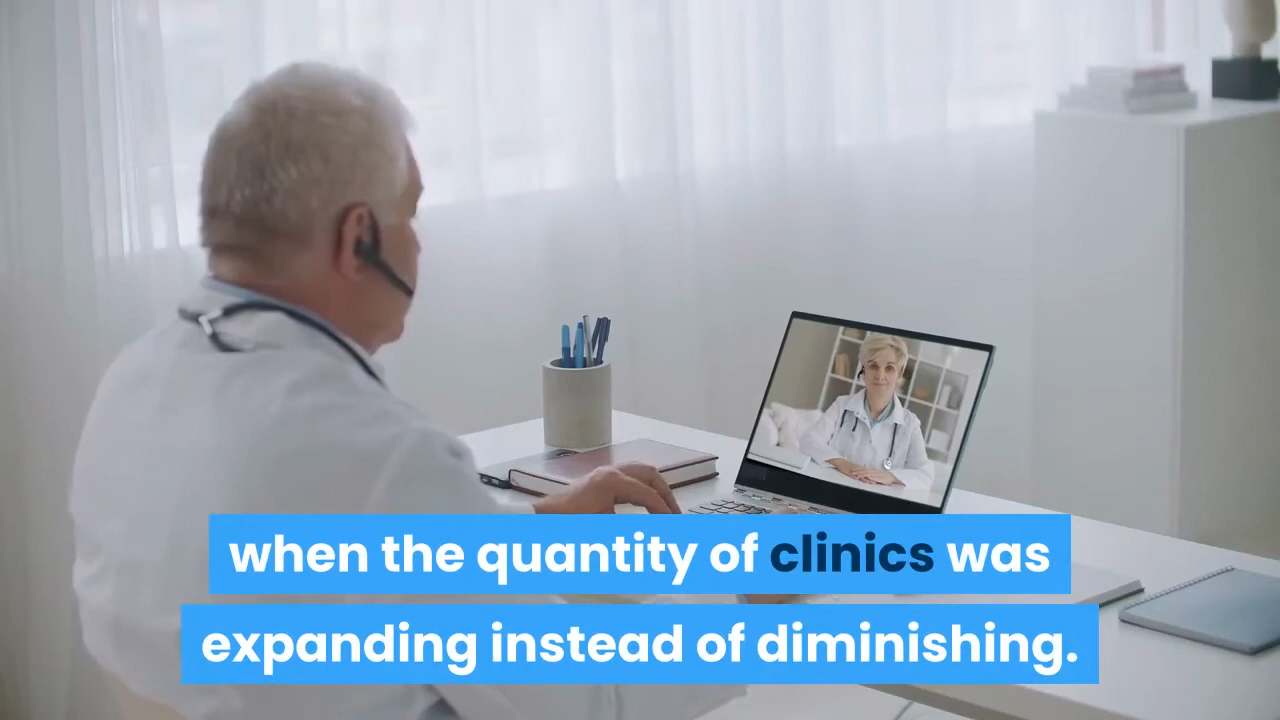 when the quantity of clinics was
expanding instead of diminishing.